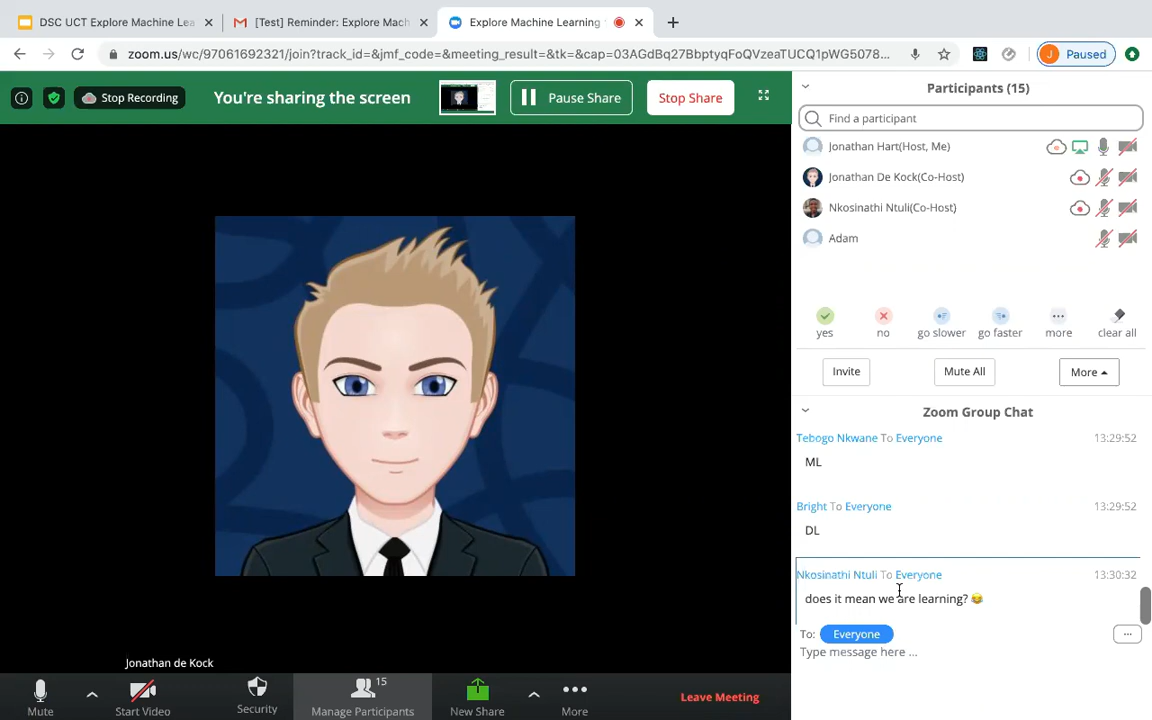 DSC UCT Explore Machine Lea
[Test] Reminder: Explore Mach
Explore Machine Learning
zoom.us/wc/97061692321/join?track_id=&jmf_code=&meeting_result=&tk=&cap=03AGdBq27BbptyqFoQVzeaTUCQ1pWG5078...
J Paused
Stop Recording
You're sharing the screen
Pause Share
Stop Share
Jonathan de Kock
Mute
Start Video
Security
15
Manage Participants
New Share
More
Leave Meeting
Participants (15)
Find a participant
Jonathan Hart(Host, Me)
Jonathan De Kock(Co-Host)
Nkosinathi Ntuli(Co-Host)
Adam
yes
no
go slower
go faster
more
clear all
Invite
Mute All
More
Zoom Group Chat
Tebogo Nkwane To Everyone 13:29:52
ML
Bright To Everyone 13:29:52
DL
Nkosinathi Ntuli To Everyone 13:30:32
does it mean we are learning? 😂
To: Everyone ...
Type message here ...